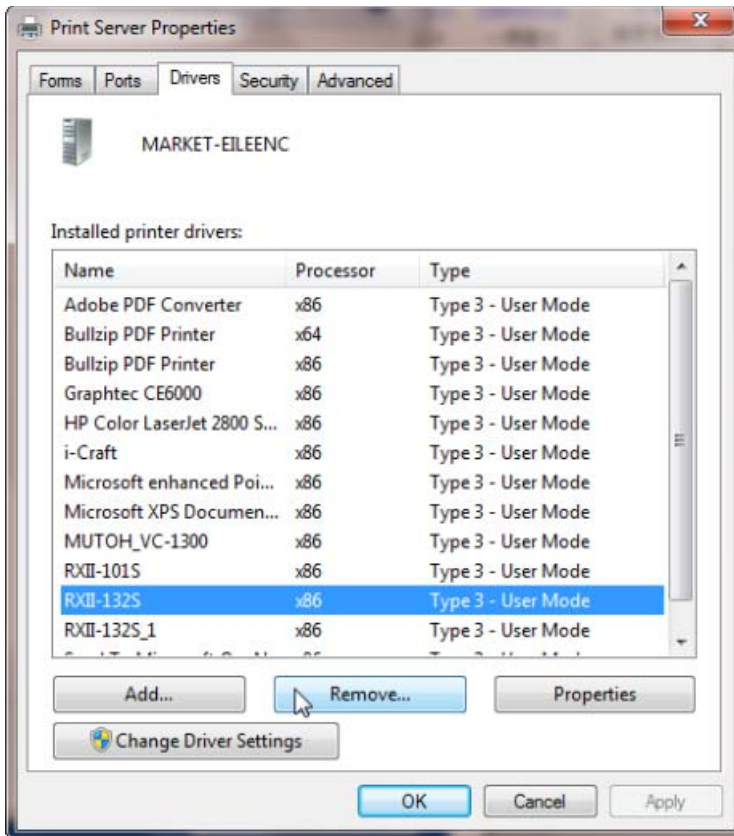 Print Server Properties
Forms Ports Drivers Security Advanced
MARKET-EILEENC
Installed printer drivers:
Name Processor Type
Adobe PDF Converter x86 Type 3 - User Mode
Bullzip PDF Printer x64 Type 3 - User Mode
Bullzip PDF Printer x86 Type 3 - User Mode
Graphtec CE6000 x86 Type 3 - User Mode
HP Color LaserJet 2800 S... x86 Type 3 - User Mode
i-Craft x86 Type 3 - User Mode
Microsoft enhanced Poi... x86 Type 3 - User Mode
Microsoft XPS Documen... x86 Type 3 - User Mode
MUTOH_VC-1300 x86 Type 3 - User Mode
RXII-101S x86 Type 3 - User Mode
RXII-132S x86 Type 3 - User Mode
RXII-132S_1 x86 Type 3 - User Mode
Add... Remove... Properties
Change Driver Settings
OK Cancel Apply